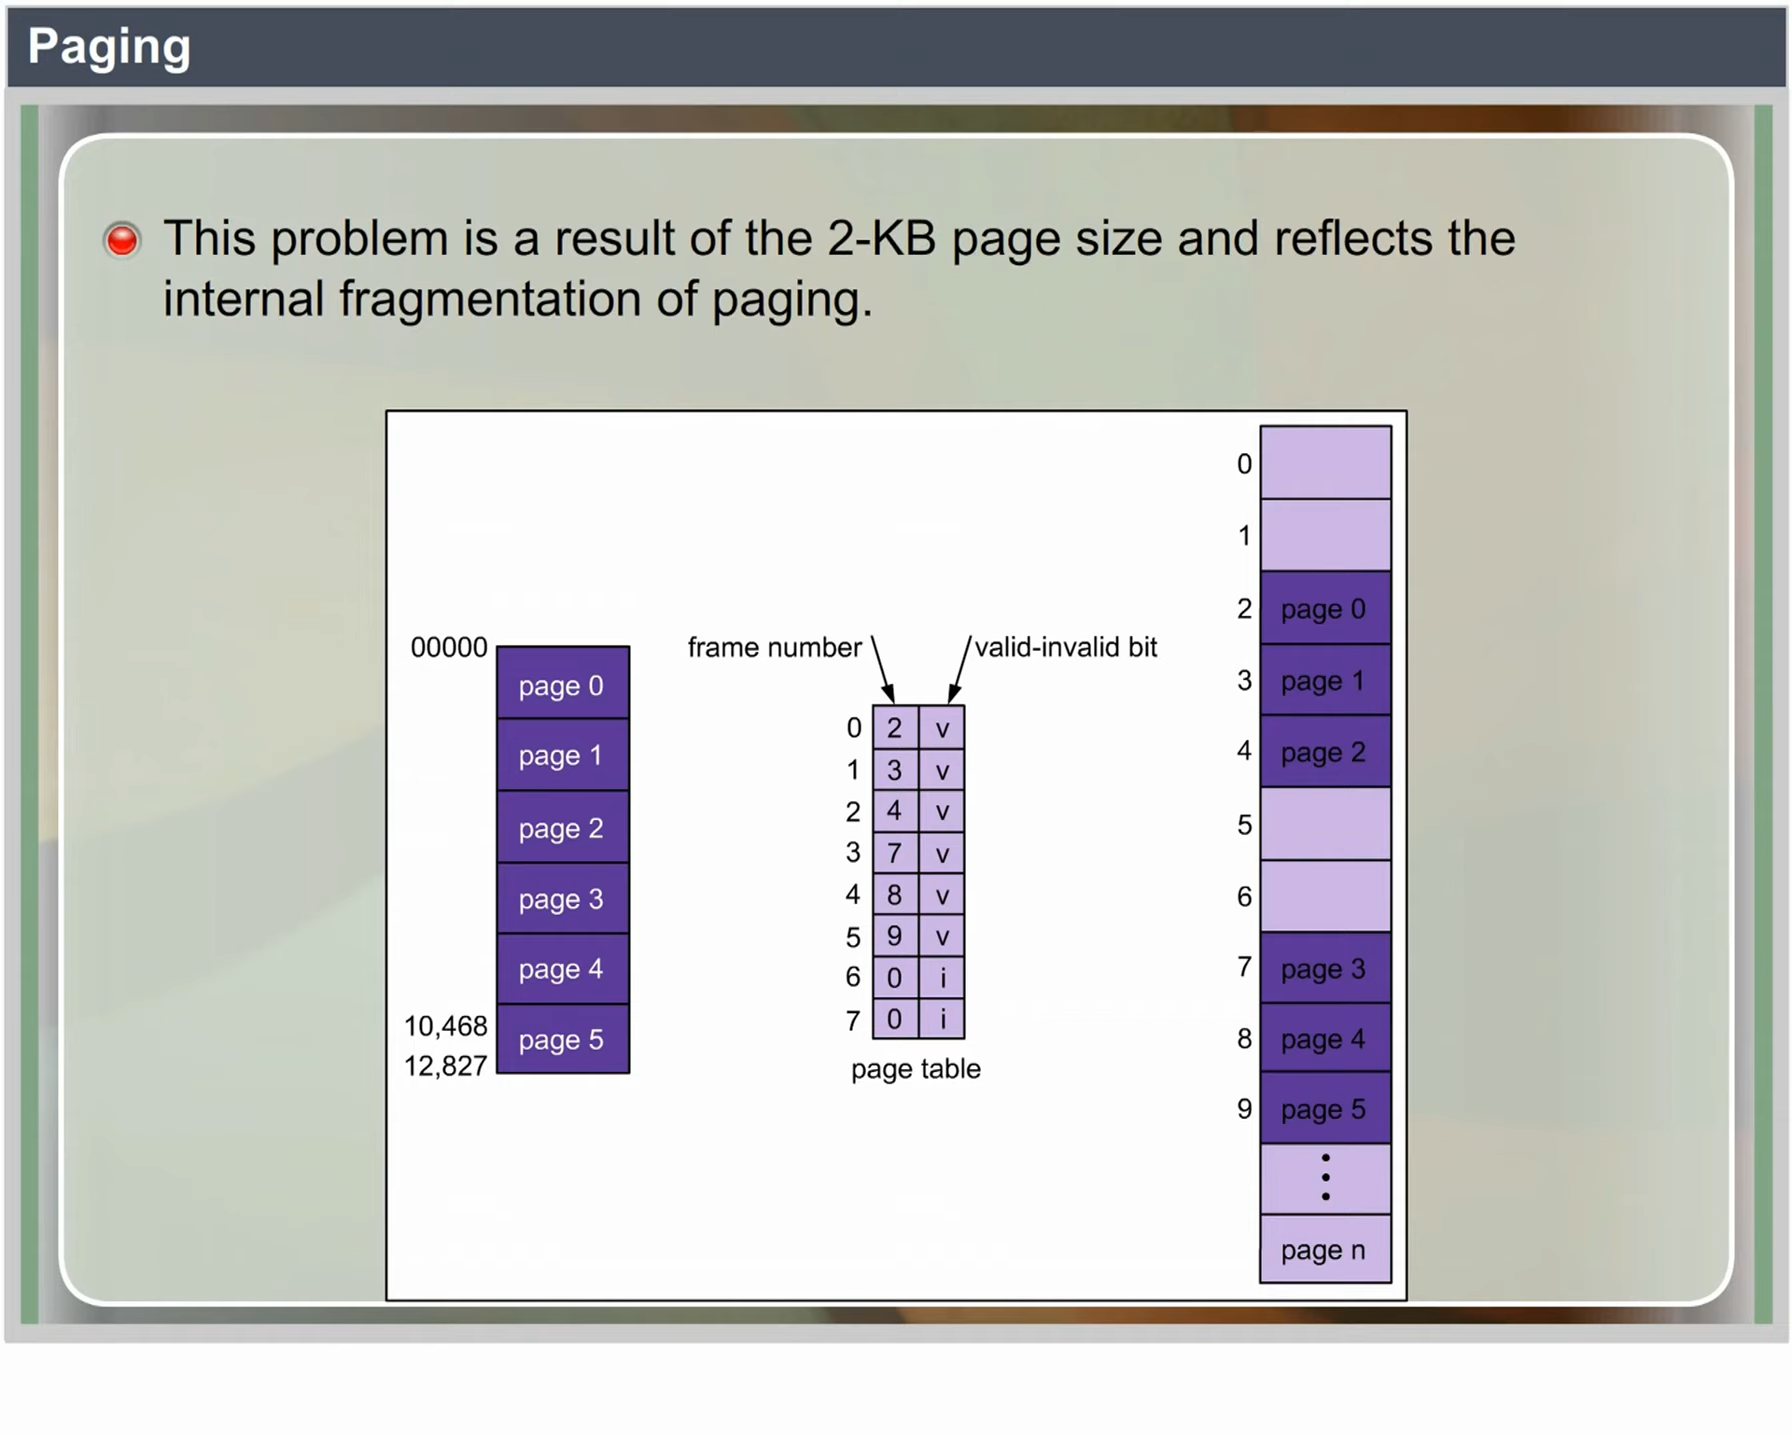 Paging
This problem is a result of the 2-KB page size and reflects the
internal fragmentation of paging.
00000
page 0
page 1
page 2
page 3
page 4
10,468
page 5
12,827
frame number
valid-invalid bit
0 2 v
1 3 v
2 4 v
3 7 v
4 8 v
5 9 v
6 0 i
7 0 i
page table
0
1
2 page 0
3 page 1
4 page 2
5
6
7 page 3
8 page 4
9 page 5
page n